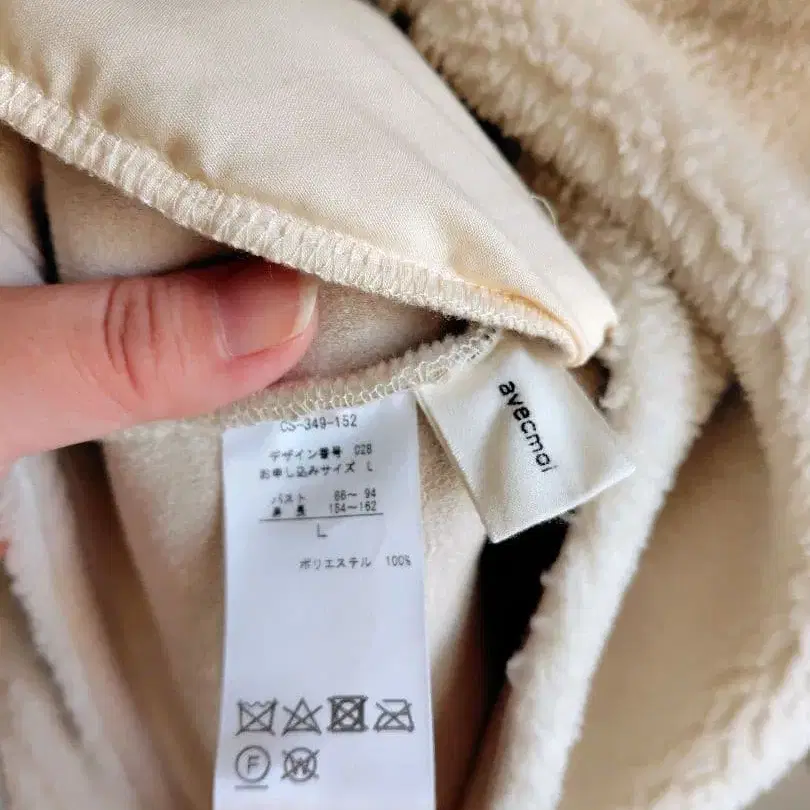 CS-349-152
デザイン番号 028
お申し込みサイズ L
バスト 86～ 94
身 長 154～162
L
ポリエステル 100%
F
W
avecmoi